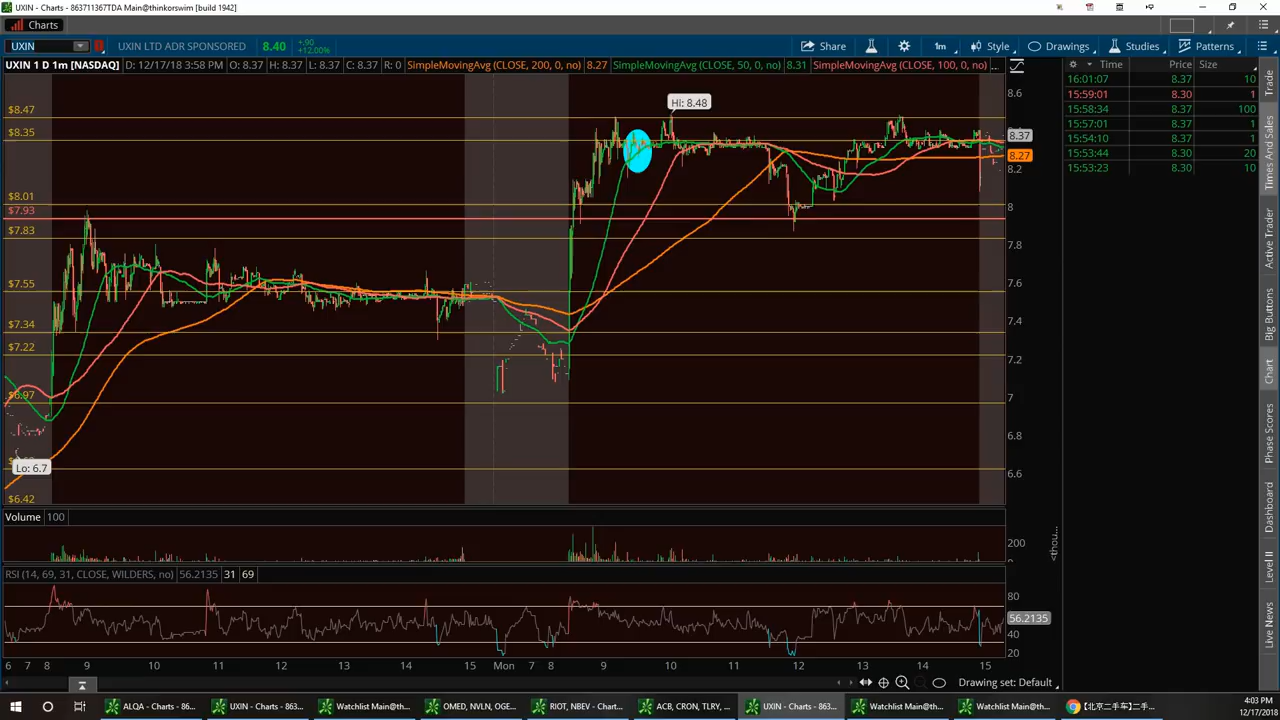 UXIN - Charts - 863711367TDA Main@thinkorswim [build 1942]
Charts
UXIN UXIN LTD ADR SPONSORED 8.40 +.90 +12.00% Share 1m Style Drawings Studies Patterns
UXIN 1 D 1m [NASDAQ] D: 12/17/18 3:58 PM O: 8.37 H: 8.37 L: 8.37 C: 8.37 R: 0 SimpleMovingAvg (CLOSE, 200, 0, no) 8.27 SimpleMovingAvg (CLOSE, 50, 0, no) 8.31 SimpleMovingAvg (CLOSE, 100, 0, no) ...
Time Price Size
16:01:07 8.37 10
15:59:01 8.30 1
15:58:34 8.37 100
15:57:01 8.37 1
15:54:10 8.37 1
15:53:44 8.30 20
15:53:23 8.30 10
Hi: 8.48
$8.47
$8.35
$8.01
$7.93
$7.83
$7.55
$7.34
$7.22
$6.97
Lo: 6.7
$6.42
8.6
8.37
8.27
8.2
8
7.8
7.6
7.4
7.2
7
6.8
6.6
Volume 100
200
<thou...
RSI (14, 69, 31, CLOSE, WILDERS, no) 56.2135 31 69
80
56.2135
40
20
6 7 8 9 10 11 12 13 14 15 Mon 7 8 9 10 11 12 13 14 15
Drawing set: Default
Trade
Times And Sales
Active Trader
Big Buttons
Chart
Phase Scores
Dashboard
Level II
Live News
ALQA - Charts - 86...
UXIN - Charts - 863...
Watchlist Main@th...
OMED, NVLN, OGE...
RIOT, NBEV - Chart...
ACB, CRON, TLRY, ...
UXIN - Charts - 863...
Watchlist Main@th...
Watchlist Main@th...
【北京二手车】二手...
4:03 PM
12/17/2018